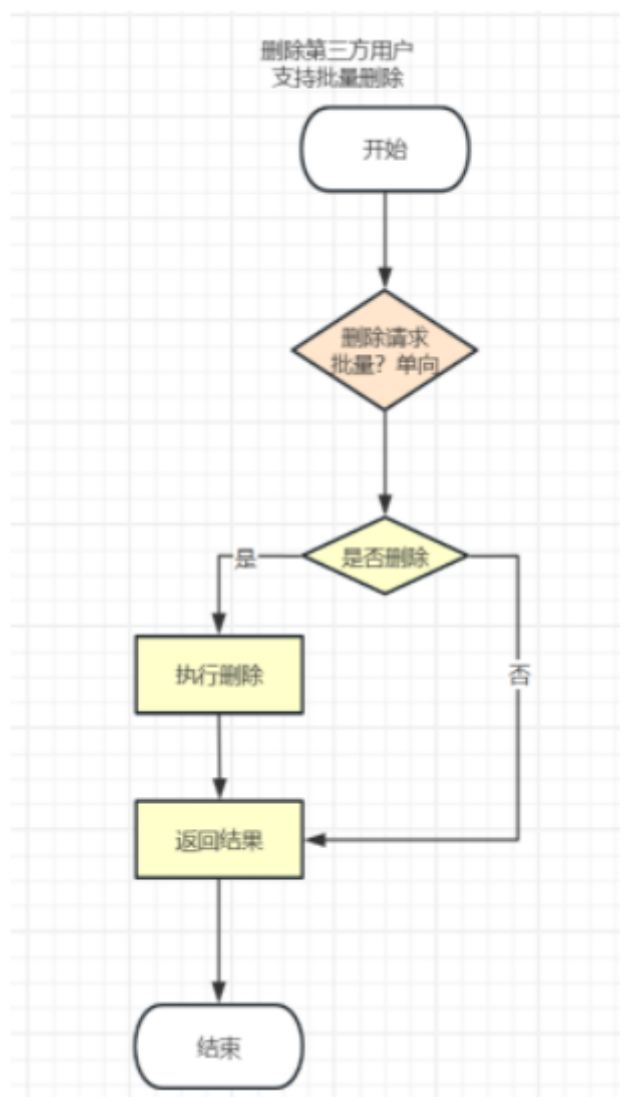 删除第三方用户
支持批量删除
开始
删除请求
批量？单向
是否删除
是
执行删除
否
返回结果
结束